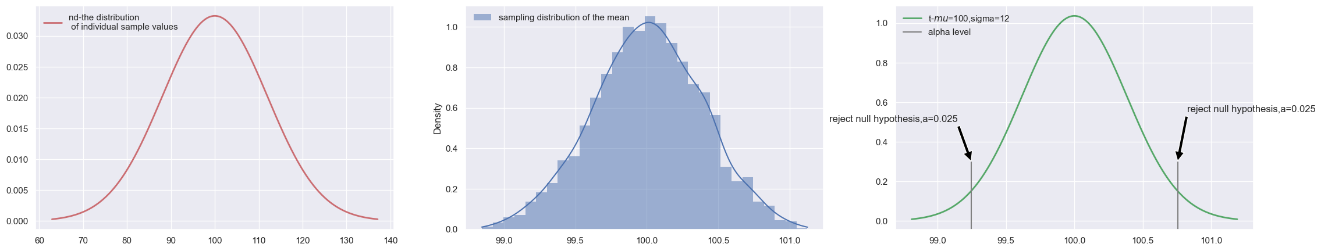 nd-the distribution
of individual sample values
0.030
0.025
0.020
0.015
0.010
0.005
0.000
60 70 80 90 100 110 120 130 140
sampling distribution of the mean
Density
1.0
0.8
0.6
0.4
0.2
0.0
99.0 99.5 100.0 100.5 101.0
t-mu=100,sigma=12
alpha level
reject null hypothesis,a=0.025
reject null hypothesis,a=0.025
1.0
0.8
0.6
0.4
0.2
0.0
99.0 99.5 100.0 100.5 101.0